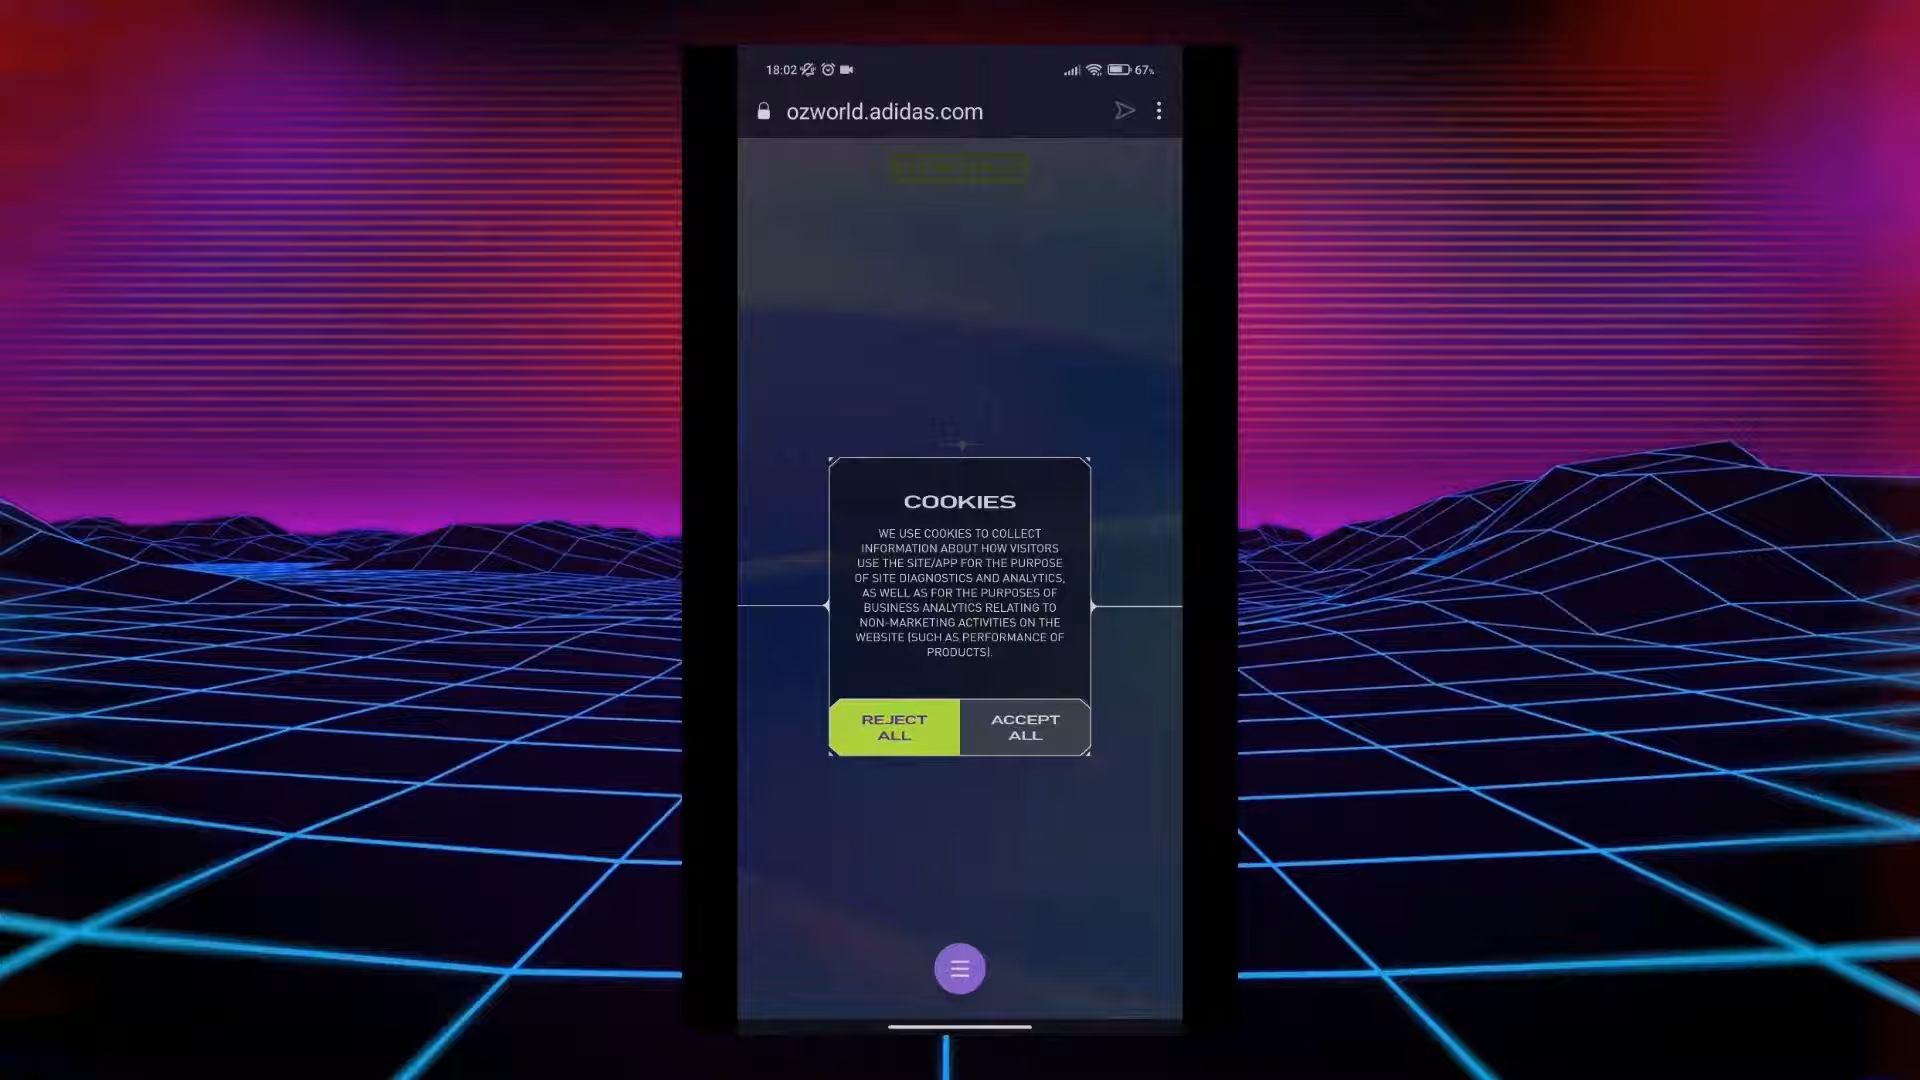 18:02 67%
ozworld.adidas.com
COOKIES
WE USE COOKIES TO COLLECT
INFORMATION ABOUT HOW VISITORS
USE THE SITE/APP FOR THE PURPOSE
OF SITE DIAGNOSTICS AND ANALYTICS,
AS WELL AS FOR THE PURPOSES OF
BUSINESS ANALYTICS RELATING TO
NON-MARKETING ACTIVITIES ON THE
WEBSITE (SUCH AS PERFORMANCE OF
PRODUCTS).
REJECT
ALL
ACCEPT
ALL